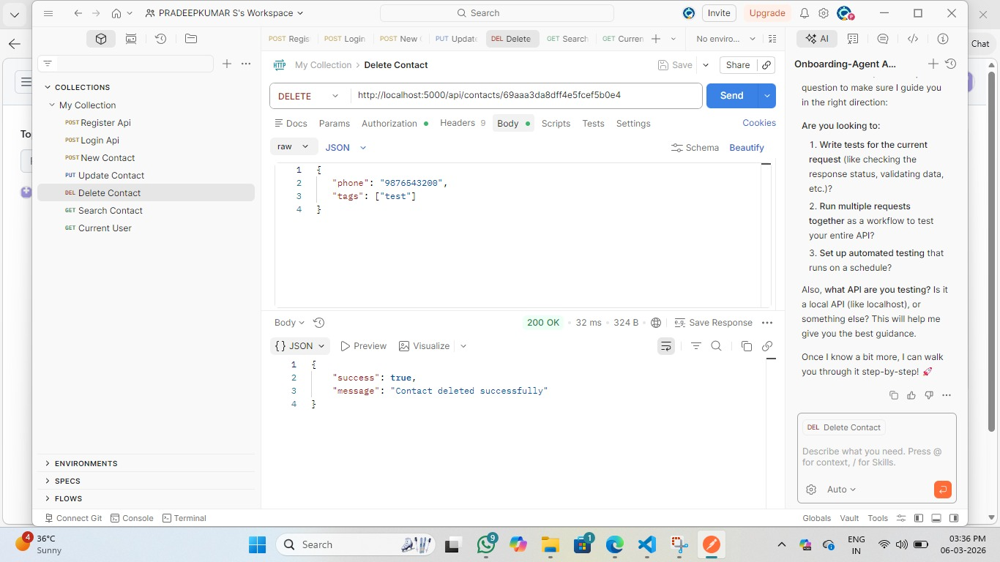 PRADEEPKUMAR S's Workspace
Search
Invite
Upgrade
POST Regis
POST Login
POST New
PUT Update
DEL Delete
GET Search
GET Curren
No enviro...
AI
Chat
My Collection > Delete Contact
Save
Share
Onboarding-Agent A...
COLLECTIONS
My Collection
POST Register Api
POST Login Api
POST New Contact
PUT Update Contact
DEL Delete Contact
GET Search Contact
GET Current User
ENVIRONMENTS
SPECS
FLOWS
DELETE
http://localhost:5000/api/contacts/69aaa3da8dff4e5fcef5b0e4
Send
Docs
Params
Authorization
Headers 9
Body
Scripts
Tests
Settings
Cookies
raw
JSON
Schema
Beautify
1 {
2 "phone": "9876543200",
3 "tags": ["test"]
4 }
Body
200 OK
32 ms
324 B
e.g. Save Response
{} JSON
Preview
Visualize
1 {
2 "success": true,
3 "message": "Contact deleted successfully"
4 }
question to make sure I guide you
in the right direction:
Are you looking to:
1. Write tests for the current
request (like checking the
response status, validating data,
etc.)?
2. Run multiple requests
together as a workflow to test
your entire API?
3. Set up automated testing that
runs on a schedule?
Also, what API are you testing? Is it
a local API (like localhost), or
something else? This will help me
give you the best guidance.
Once I know a bit more, I can walk
you through it step-by-step! 🚀
DEL Delete Contact
Describe what you need. Press @
for context, / for Skills.
Auto
Connect Git
Console
Terminal
Globals
Vault
Tools
4
36°C
Sunny
Search
9
1
ENG
IN
03:36 PM
06-03-2026